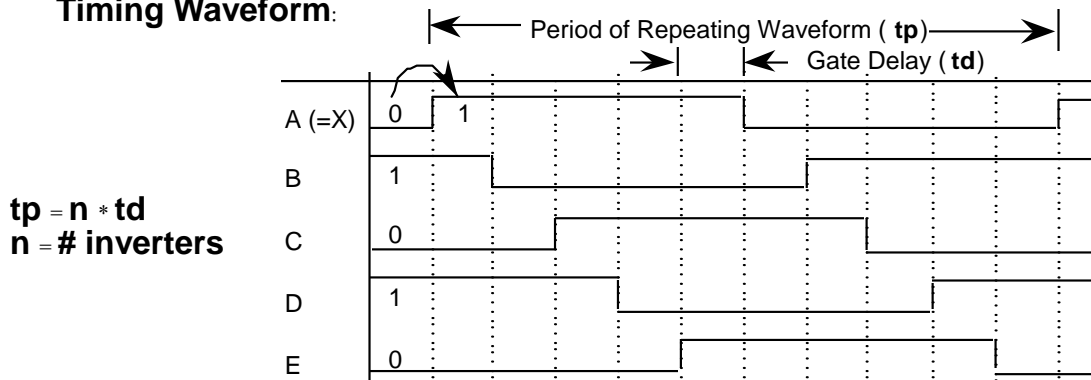 Timing Waveform:
Period of Repeating Waveform ( tp)
Gate Delay ( td)
A (=X) 0 1
B 1
tp = n * td
n = # inverters
C 0
D 1
E 0